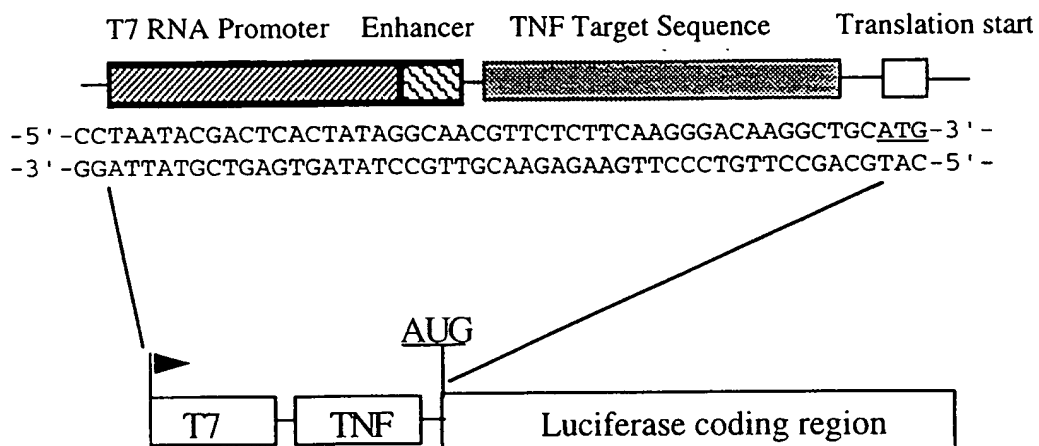 T7 RNA Promoter Enhancer TNF Target Sequence Translation start
-5'-CCTAATACGACTCACTATAGGCAACGTTCTCTTCAAGGGACAAGGCTGCATG-3'-
-3'-GGATTATGCTGAGTGATATCCGTTGCAAGAGAAGTTCCCTGTTCCGACGTAC-5'-
AUG
T7 TNF Luciferase coding region